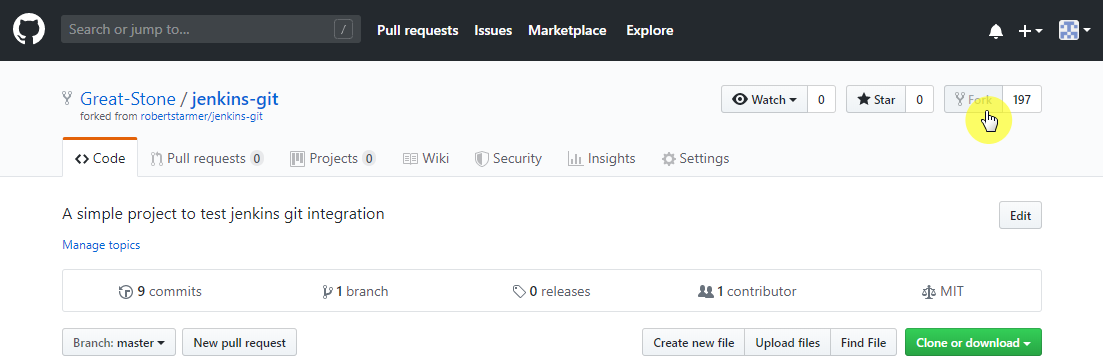 Search or jump to... / Pull requests Issues Marketplace Explore
Great-Stone / jenkins-git Watch 0 Star 0 Fork 197
forked from robertstarmer/jenkins-git
Code Pull requests 0 Projects 0 Wiki Security Insights Settings
A simple project to test jenkins git integration Edit
Manage topics
9 commits 1 branch 0 releases 1 contributor MIT
Branch: master New pull request Create new file Upload files Find File Clone or download